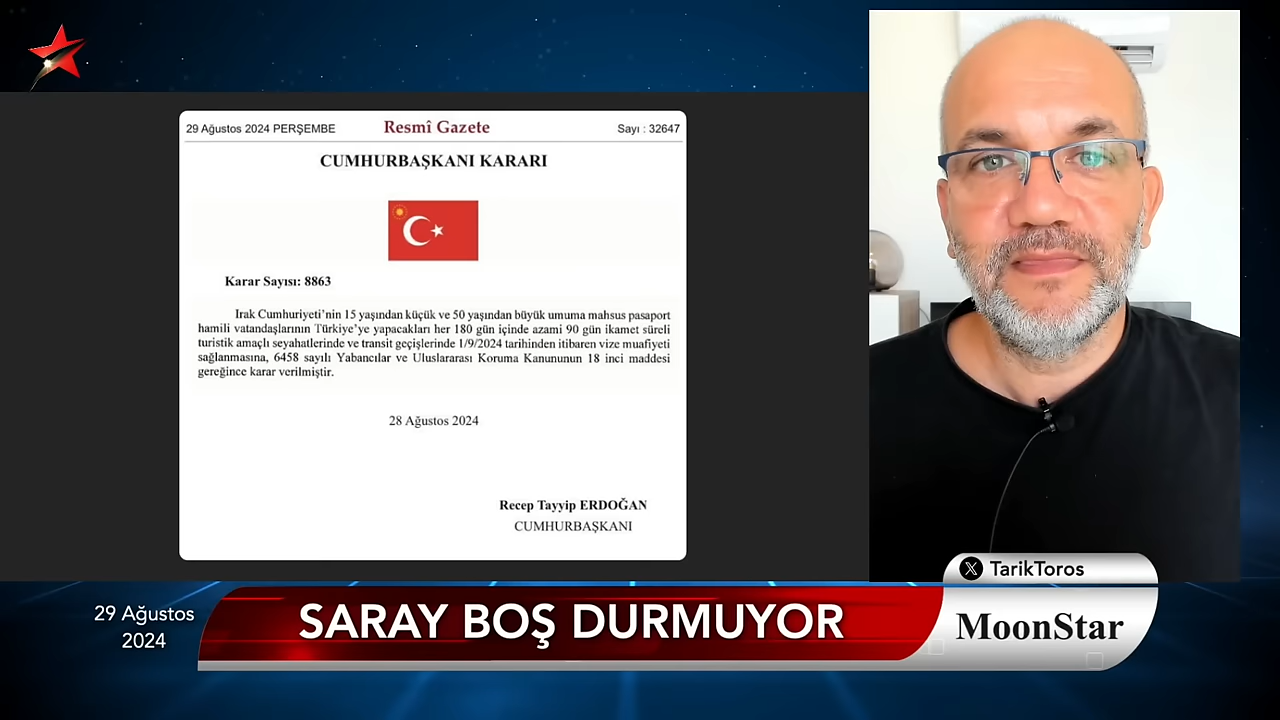 29 Ağustos 2024 PERŞEMBE
Resmî Gazete
Sayı : 32647
CUMHURBAŞKANI KARARI
Karar Sayısı: 8863
Irak Cumhuriyeti'nin 15 yaşından küçük ve 50 yaşından büyük umuma mahsus pasaport
hamili vatandaşlarının Türkiye'ye yapacakları her 180 gün içinde azami 90 gün ikamet süreli
turistik amaçlı seyahatlerinde ve transit geçişlerinde 1/9/2024 tarihinden itibaren vize muafiyeti
sağlanmasına, 6458 sayılı Yabancılar ve Uluslararası Koruma Kanununun 18 inci maddesi
gereğince karar verilmiştir.
28 Ağustos 2024
Recep Tayyip ERDOĞAN
CUMHURBAŞKANI
X TarikToros
29 Ağustos
2024
SARAY BOŞ DURMUYOR
MoonStar